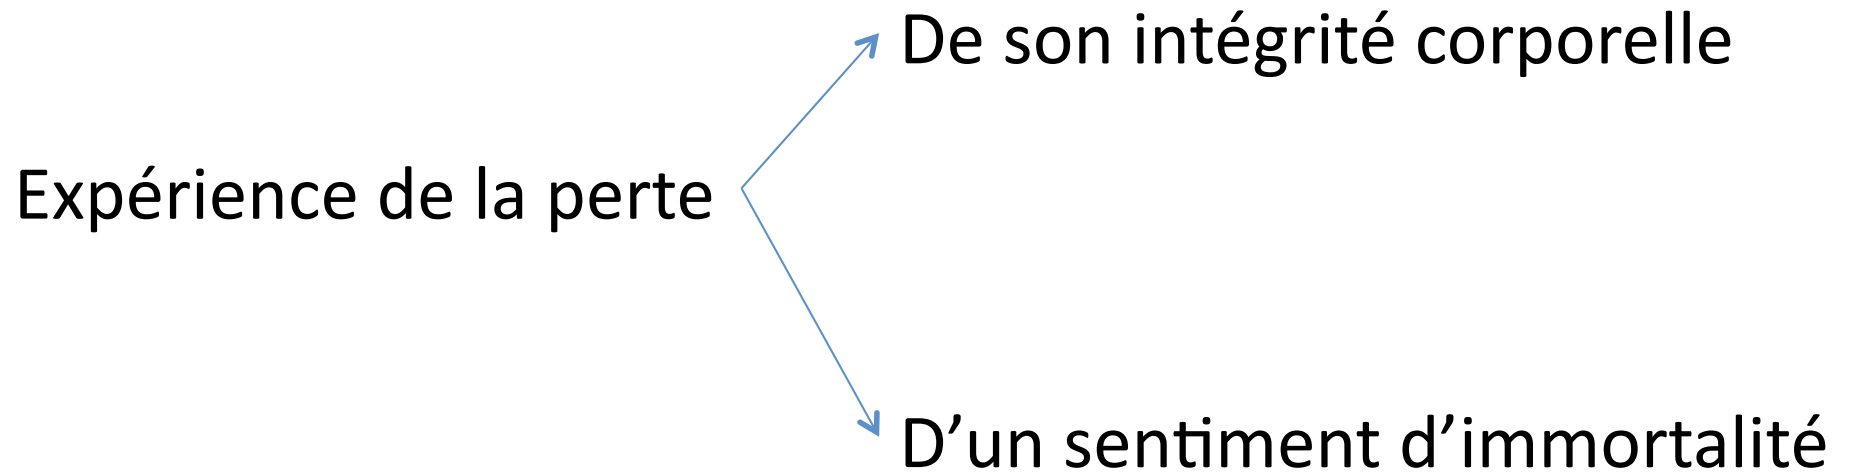 De son intégrité corporelle
Expérience de la perte
D’un sentiment d’immortalité